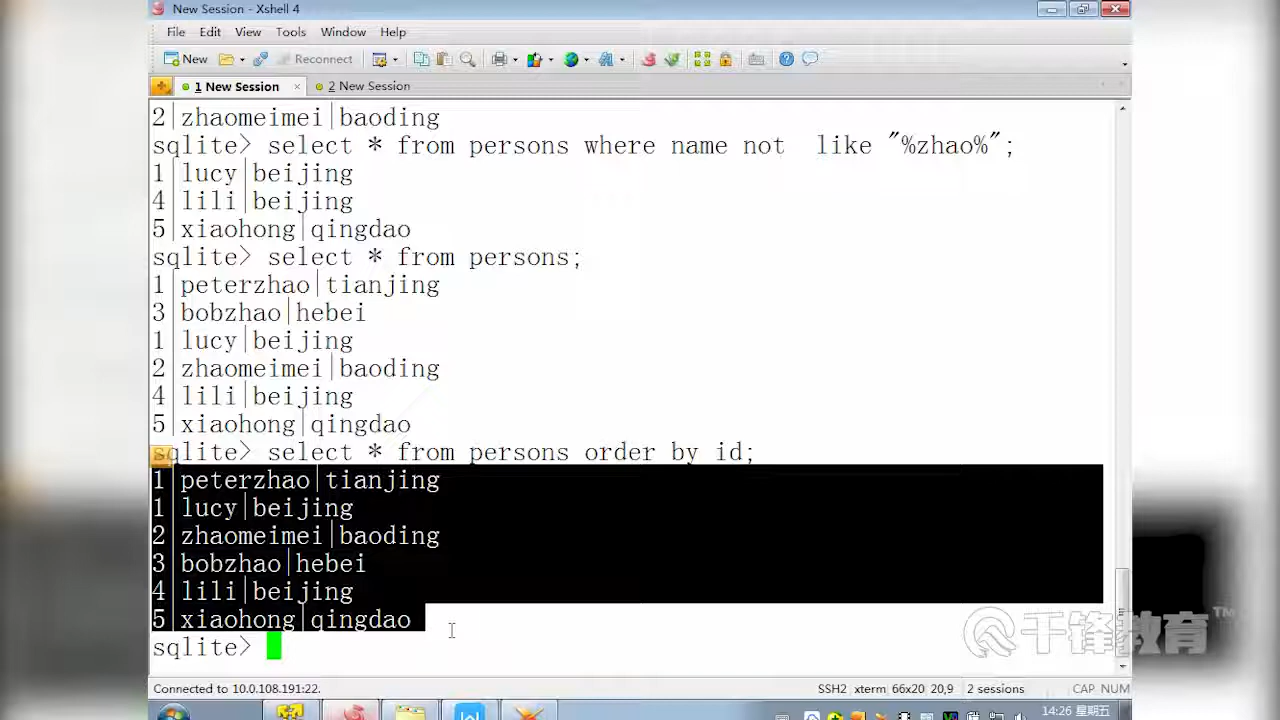 New Session - Xshell 4
File Edit View Tools Window Help
New Reconnect
1 New Session × 2 New Session
2|zhaomeimei|baoding
sqlite> select * from persons where name not  like "%zhao%";
1|lucy|beijing
4|lili|beijing
5|xiaohong|qingdao
sqlite> select * from persons;
1|peterzhao|tianjing
3|bobzhao|hebei
1|lucy|beijing
2|zhaomeimei|baoding
4|lili|beijing
5|xiaohong|qingdao
sqlite> select * from persons order by id;
1|peterzhao|tianjing
1|lucy|beijing
2|zhaomeimei|baoding
3|bobzhao|hebei
4|lili|beijing
5|xiaohong|qingdao
sqlite>
千锋教育™
Connected to 10.0.108.191:22. SSH2 xterm 66x20 20,9 2 sessions CAP NUM
14:26 星期五